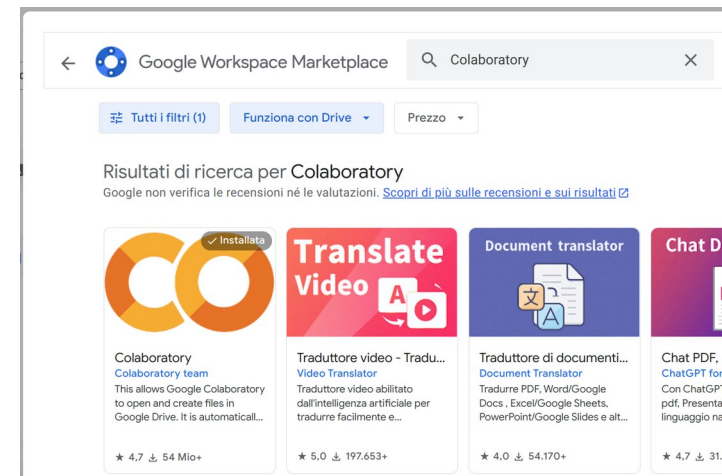 Google Workspace Marketplace
Colaboratory
Tutti i filtri (1)
Funziona con Drive
Prezzo
Risultati di ricerca per Colaboratory
Google non verifica le recensioni né le valutazioni. Scopri di più sulle recensioni e sui risultati
Installata
Colaboratory
Colaboratory team
This allows Google Colaboratory
to open and create files in
Google Drive. It is automaticall...
4,7 54 Mio+
Translate
Video
A
Traduttore video - Tradu...
Video Translator
Traduttore video abilitato
dall'intelligenza artificiale per
tradurre facilmente e...
5,0 197.653+
Document translator
文
A
Traduttore di documenti...
Document Translator
Tradurre PDF, Word/Google
Docs , Excel/Google Sheets,
PowerPoint/Google Slides e alt...
4,0 54.170+
Chat D
Chat PDF,
ChatGPT for
Con ChatGPT
pdf, Presenta
linguaggio na
4,7 31.